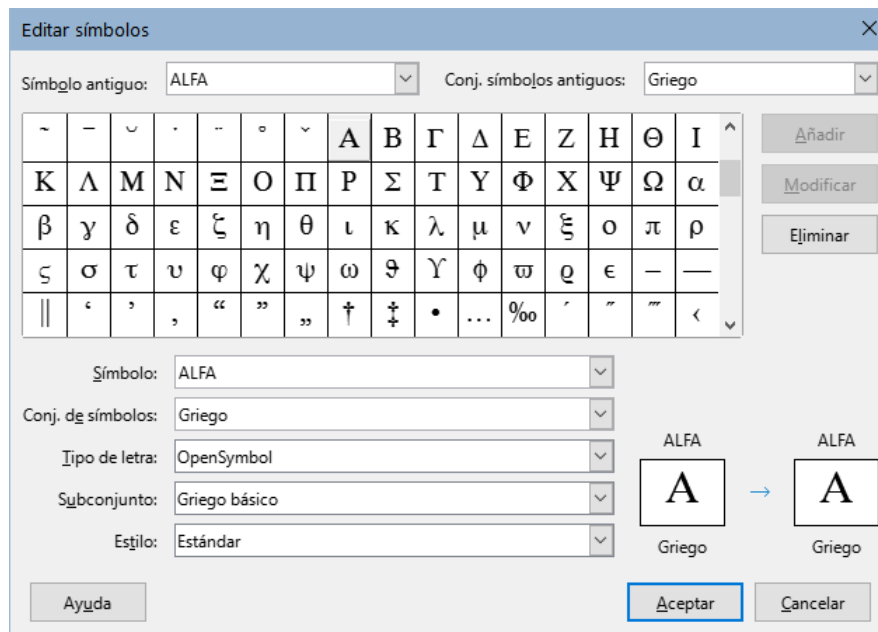 Editar símbolos
Símbolo antiguo: ALFA Conj. símbolos antiguos: Griego
˜ ¯ ˘ ˙ ¨ ° ˇ Α Β Γ Δ Ε Ζ Η Θ Ι
Κ Λ Μ Ν Ξ Ο Π Ρ Σ Τ Υ Φ Χ Ψ Ω α
β γ δ ε ζ η θ ι κ λ μ ν ξ ο π ρ
ς σ τ υ φ χ ψ ω ϑ ϒ ϕ ϖ ϱ ϵ – —
‖ ‘ ’ ‚ “ ” „ † ‡ • … ‰ ′ ″ ‴ ‹
Añadir
Modificar
Eliminar
Símbolo: ALFA
Conj. de símbolos: Griego
Tipo de letra: OpenSymbol
Subconjunto: Griego básico
Estilo: Estándar
ALFA ALFA
Α → Α
Griego Griego
Ayuda Aceptar Cancelar